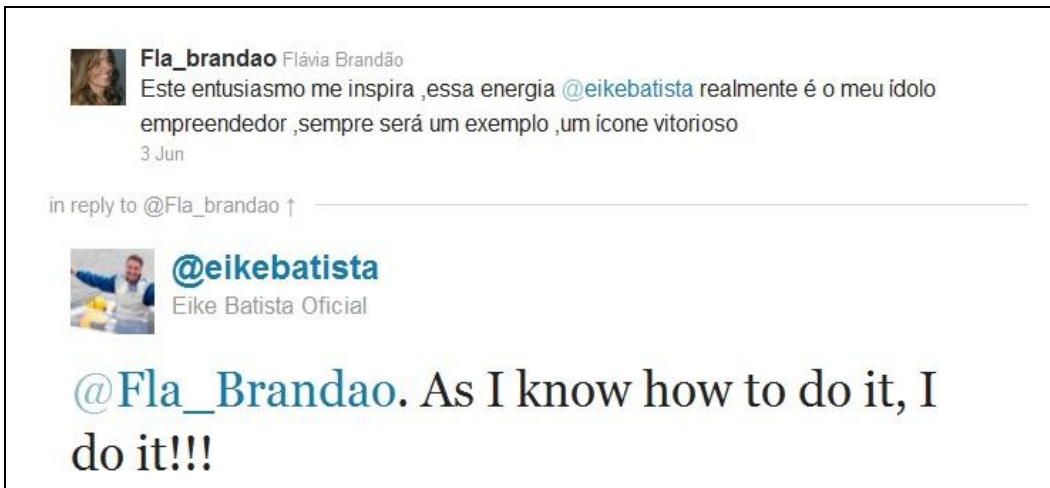 Fla_brandao Flávia Brandão
Este entusiasmo me inspira ,essa energia @eikebatista realmente é o meu ídolo
empreendedor ,sempre será um exemplo ,um ícone vitorioso
3 Jun
in reply to @Fla_brandao ↑
@eikebatista
Eike Batista Oficial
@Fla_Brandao. As I know how to do it, I
do it!!!